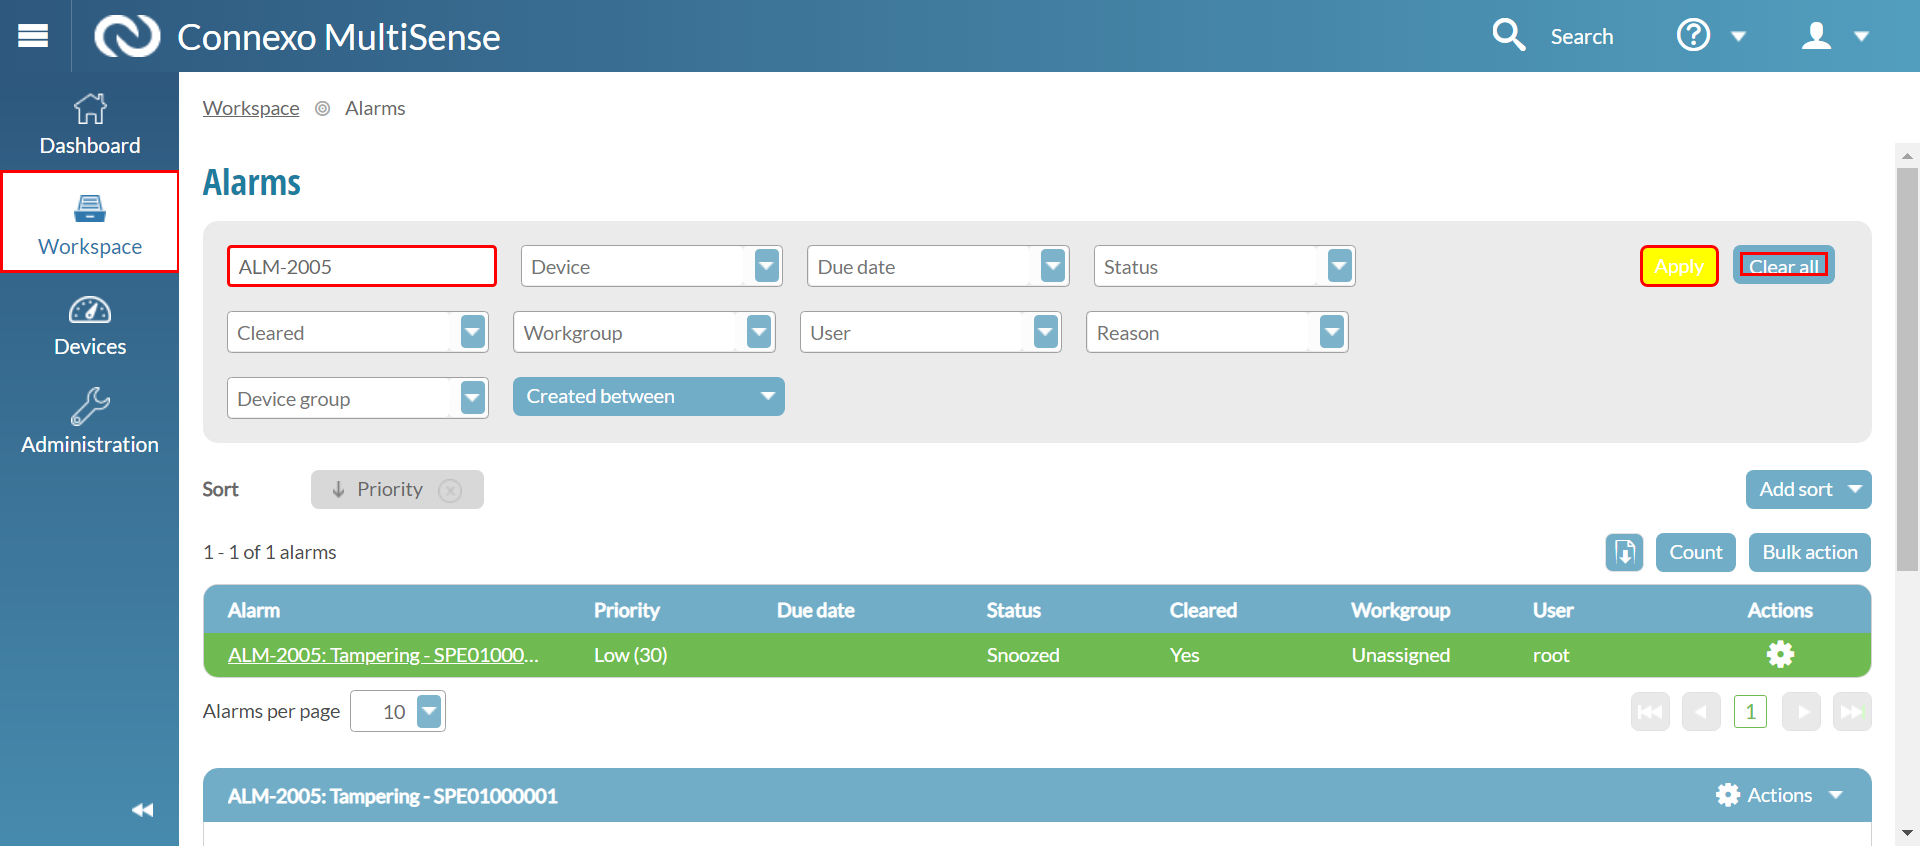 Connexo MultiSense
Search
Dashboard
Workspace
Devices
Administration
Workspace Alarms
Alarms
ALM-2005 Device Due date Status Apply Clear all
Cleared Workgroup User Reason
Device group Created between
Sort Priority Add sort
1 - 1 of 1 alarms Count Bulk action
Alarm Priority Due date Status Cleared Workgroup User Actions
ALM-2005: Tampering - SPE01000... Low (30) Snoozed Yes Unassigned root
Alarms per page 10 1
ALM-2005: Tampering - SPE01000001 Actions